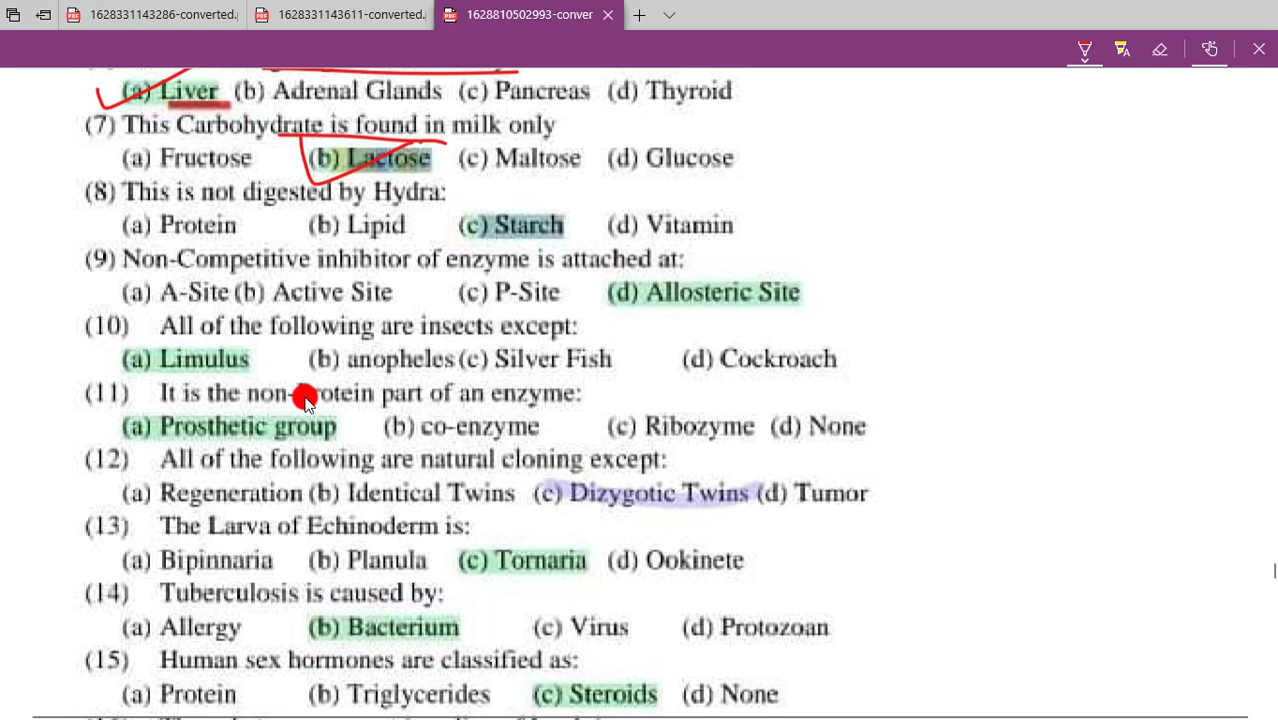 1628331143286-converted.
1628331143611-converted.
1628810502993-conver
(a) Liver (b) Adrenal Glands (c) Pancreas (d) Thyroid
(7) This Carbohydrate is found in milk only
(a) Fructose (b) Lactose (c) Maltose (d) Glucose
(8) This is not digested by Hydra:
(a) Protein (b) Lipid (c) Starch (d) Vitamin
(9) Non-Competitive inhibitor of enzyme is attached at:
(a) A-Site (b) Active Site (c) P-Site (d) Allosteric Site
(10) All of the following are insects except:
(a) Limulus (b) anopheles (c) Silver Fish (d) Cockroach
(11) It is the non-protein part of an enzyme:
(a) Prosthetic group (b) co-enzyme (c) Ribozyme (d) None
(12) All of the following are natural cloning except:
(a) Regeneration (b) Identical Twins (c) Dizygotic Twins (d) Tumor
(13) The Larva of Echinoderm is:
(a) Bipinnaria (b) Planula (c) Tornaria (d) Ookinete
(14) Tuberculosis is caused by:
(a) Allergy (b) Bacterium (c) Virus (d) Protozoan
(15) Human sex hormones are classified as:
(a) Protein (b) Triglycerides (c) Steroids (d) None